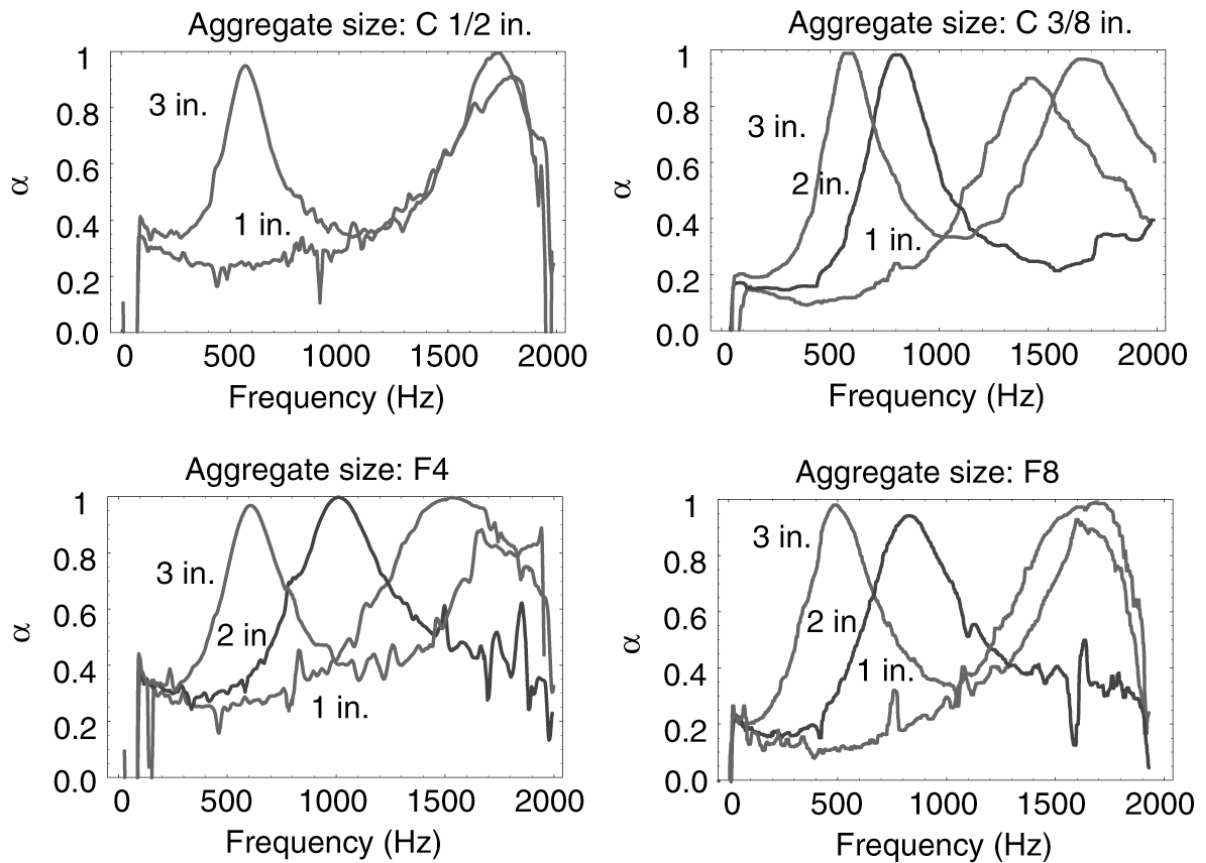 Aggregate size: C 1/2 in.
1
0.8
0.6
0.4
0.2
0.0
α
3 in.
1 in.
0 500 1000 1500 2000
Frequency (Hz)
Aggregate size: C 3/8 in.
1
0.8
0.6
0.4
0.2
0.0
α
3 in.
2 in.
1 in.
0 500 1000 1500 2000
Frequency (Hz)
Aggregate size: F4
1
0.8
0.6
0.4
0.2
0.0
α
3 in.
2 in
1 in.
0 500 1000 1500 2000
Frequency (Hz)
Aggregate size: F8
1
0.8
0.6
0.4
0.2
0.0
α
3 in.
2 in
1 in.
0 500 1000 1500 2000
Frequency (Hz)